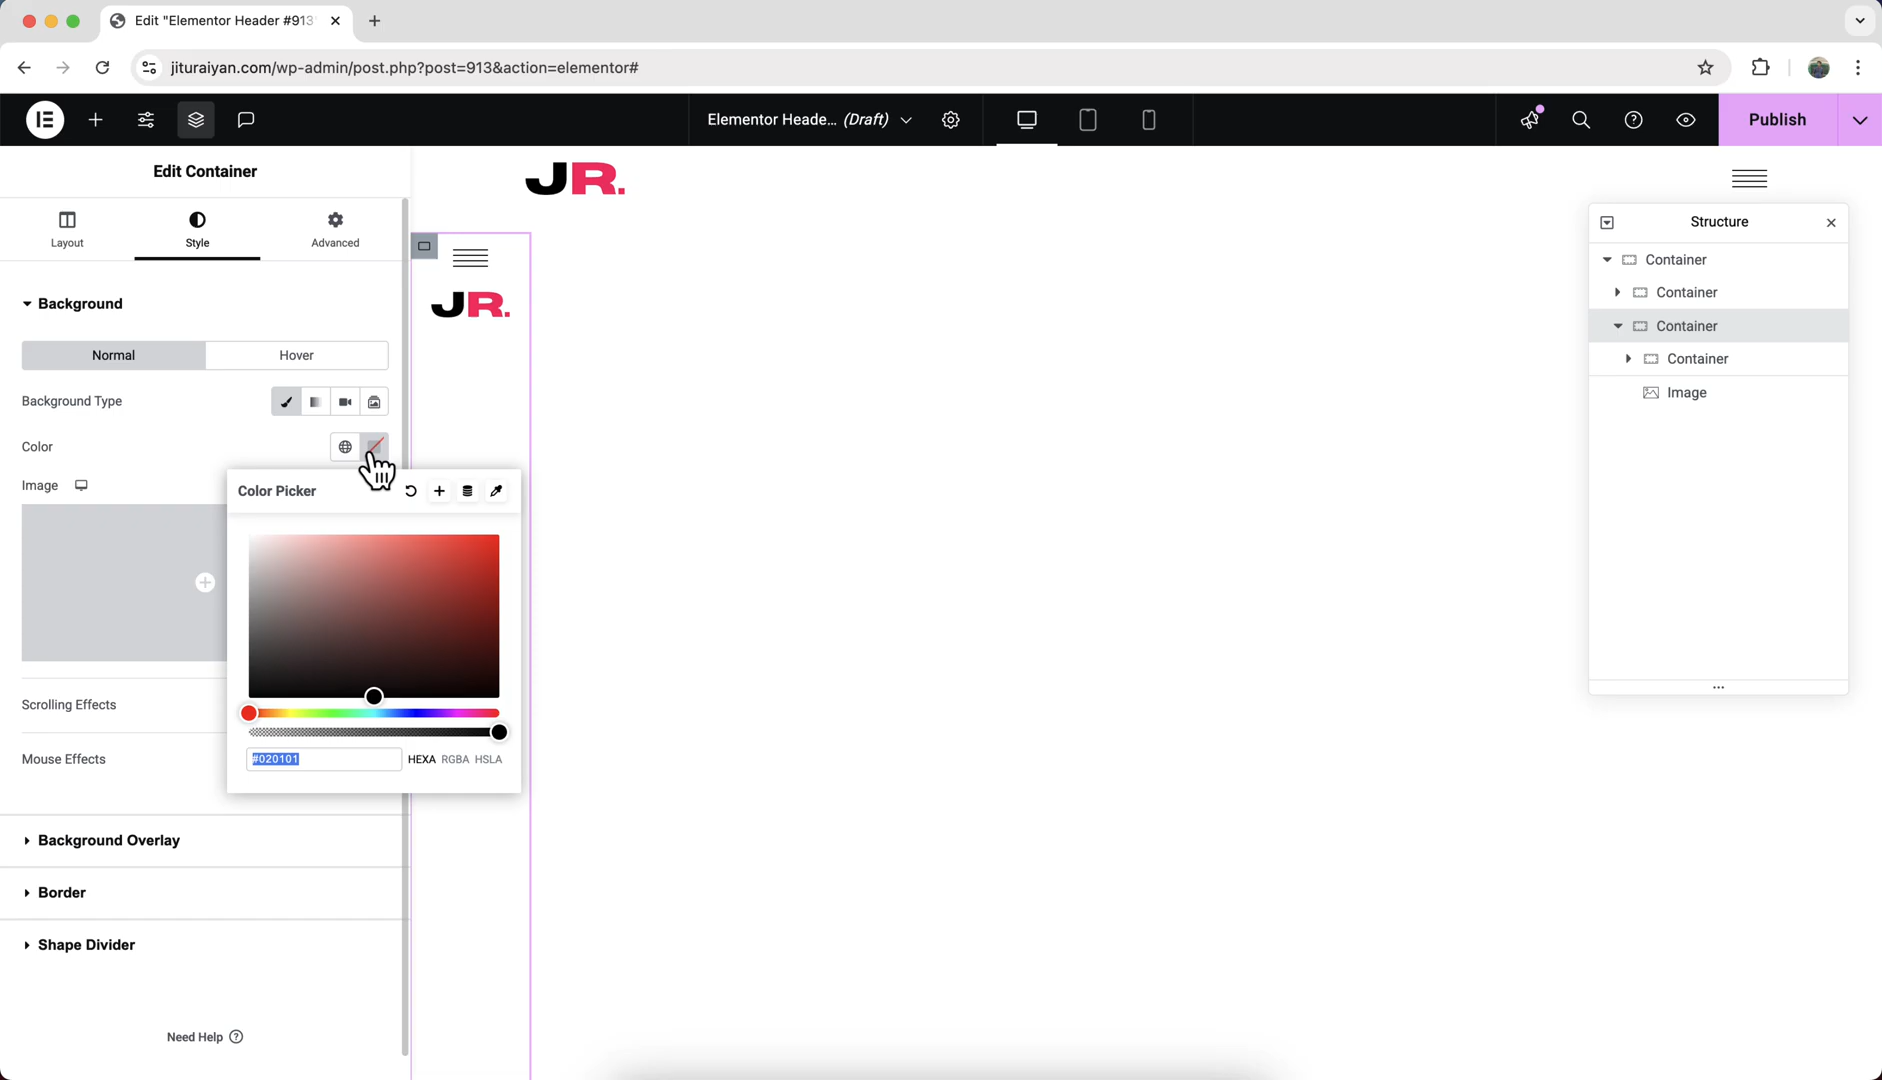 Edit "Elementor Header #913"
jituraiyan.com/wp-admin/post.php?post=913&action=elementor#
Elementor Heade... (Draft)
Publish
Edit Container
Layout
Style
Advanced
Background
Normal
Hover
Background Type
Color
Image
Color Picker
#020101
HEXA RGBA HSLA
Scrolling Effects
Mouse Effects
Background Overlay
Border
Shape Divider
Need Help
JR.
JR.
Structure
Container
Container
Container
Container
Image